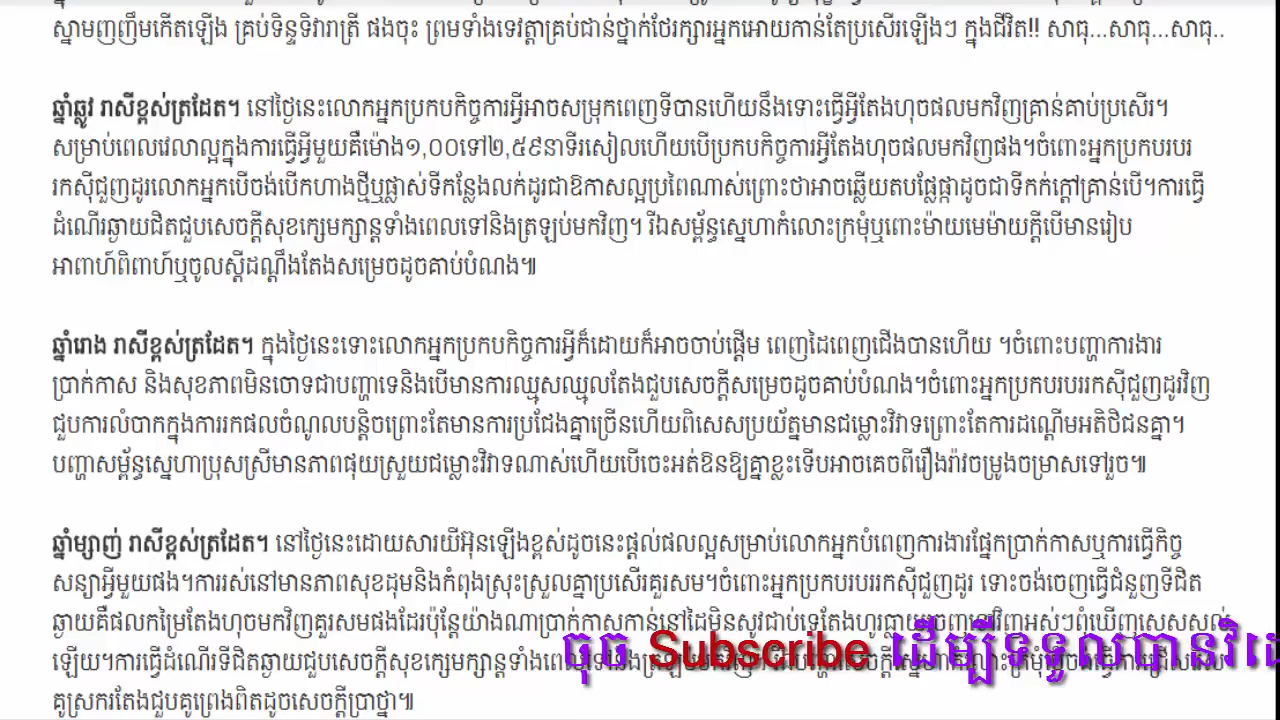 ស្នាមញញឹមកើតឡើង គ្រប់ទិន្ទទិវារាត្រី ផងចុះ ព្រមទាំងទេវត្តាគ្រប់ជាន់ថ្នាក់ថែរក្សារអ្នកអោយកាន់តែប្រសើរឡើងៗ ក្នុងជីវិត!! សាធុ...សាធុ...សាធុ..
ឆ្នាំឆ្លូវ រាសីខ្ពស់ត្រដែត។ នៅថ្ងៃនេះលោកអ្នកប្រកបកិច្ចការអ្វីអាចសម្រុកពេញទីបានហើយនឹងទោះធ្វើអ្វីតែងហុចផលមកវិញគ្រាន់គាប់ប្រសើរ។
សម្រាប់ពេលវេលាល្អក្នុងការធ្វើអ្វីមួយគឺម៉ោង១,០០ទៅ២,៥៩នាទីរសៀលហើយបើប្រកបកិច្ចការអ្វីតែងហុចផលមកវិញផង។ចំពោះអ្នកប្រកបរបរ
រកស៊ីជួញដូរលោកអ្នកបើចង់បើកហាងថ្មីឬផ្លាស់ទីកន្លែងលក់ដូរជាឱកាសល្អប្រពៃណាស់ព្រោះថាអាចឆ្លើយតបផ្លែផ្កាដូចជាទឹកកក់ក្តៅគ្រាន់បើ។ការធ្វើ
ដំណើរឆ្ងាយជិតជួបសេចក្តីសុខក្សេមក្សាន្តទាំងពេលទៅនិងត្រឡប់មកវិញ។ រីឯសម្ព័ន្ធស្នេហាកំលោះក្រមុំឬពោះម៉ាយមេម៉ាយក្តីបើមានរៀប
អាពាហ៍ពិពាហ៍ឬចូលស្តីដណ្តឹងតែងសម្រេចដូចគាប់បំណង៕
ឆ្នាំរោង រាសីខ្ពស់ត្រដែត។ ក្នុងថ្ងៃនេះទោះលោកអ្នកប្រកបកិច្ចការអ្វីក៏ដោយក៏អាចចាប់ផ្តើម ពេញដៃពេញជើងបានហើយ ។ចំពោះបញ្ហាការងារ
ប្រាក់កាស និងសុខភាពមិនចោទជាបញ្ហាទេនិងបើមានការឈ្មុសឈ្មុលតែងជួបសេចក្តីសម្រេចដូចគាប់បំណង។ចំពោះអ្នកប្រកបរបររកស៊ីជួញដូរវិញ
ជួបការលំបាកក្នុងការរកផលចំណូលបន្តិចព្រោះតែមានការប្រជែងគ្នាច្រើនហើយពិសេសប្រយ័ត្នមានជម្លោះវិវាទព្រោះតែការដណ្តើមអតិថិជនគ្នា។
បញ្ហាសម្ព័ន្ធស្នេហាប្រុសស្រីមានភាពផុយស្រួយជម្លោះវិវាទណាស់ហើយបើចេះអត់ឱនឱ្យគ្នាខ្លះទើបអាចគេចពីរឿងរ៉ាវចម្រូងចម្រាសទៅរួច៕
ឆ្នាំម្សាញ់ រាសីខ្ពស់ត្រដែត។ នៅថ្ងៃនេះដោយសារយីអ៊ុនឡើងខ្ពស់ដូចនេះផ្តល់ផលល្អសម្រាប់លោកអ្នកបំពេញការងារផ្នែកប្រាក់កាសឬការធ្វើកិច្ច
សន្យាអ្វីមួយផង។ការរស់នៅមានភាពសុខដុមនិងកំពុងស្រុះស្រួលគ្នាប្រសើរគួរសម។ចំពោះអ្នកប្រកបរបររកស៊ីជួញដូរ ទោះចង់ចេញធ្វើជំនួញទីជិត
ឆ្ងាយគឺផលកម្រៃតែងហុចមកវិញគួរសមផងដែរប៉ុន្តែយ៉ាងណាប្រាក់កាសកាន់នៅដៃមិនសូវជាប់ទេតែងហូរធ្លាយចេញទៅវិញអស់ៗពុំឃើញសេសសល់
ឡើយ។ការធ្វើដំណើរទីជិតឆ្ងាយជួបសេចក្តីសុខក្សេមក្សាន្តទាំងពេល
ចុច Subscribe ដើម្បីទទួលបានវិដេ
គូស្រករតែងជួបគូព្រេងពិតដូចសេចក្តីប្រាថ្នា៕